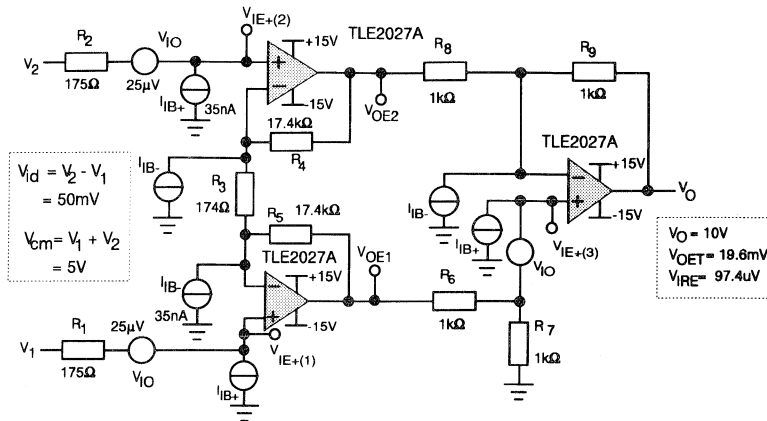 VIE+(2)
TLE2027A
V2
R2
175Ω
VIO
25µV
+15V
-15V
IIB+
35nA
VOE2
R8
1kΩ
R9
1kΩ
17.4kΩ
R4
IIB-
R3
174Ω
Vid = V2 - V1
= 50mV
Vcm= V1 + V2
= 5V
TLE2027A
+15V
-15V
VO
IIB-
IIB+
VIE+(3)
VIO
VO = 10V
VOET = 19.6mV
VIRE= 97.4uV
R5
17.4kΩ
TLE2027A
VOE1
+15V
-15V
IIB-
35nA
R6
1kΩ
R7
1kΩ
V1
R1
175Ω
25µV
VIO
VIE+(1)
IIB+